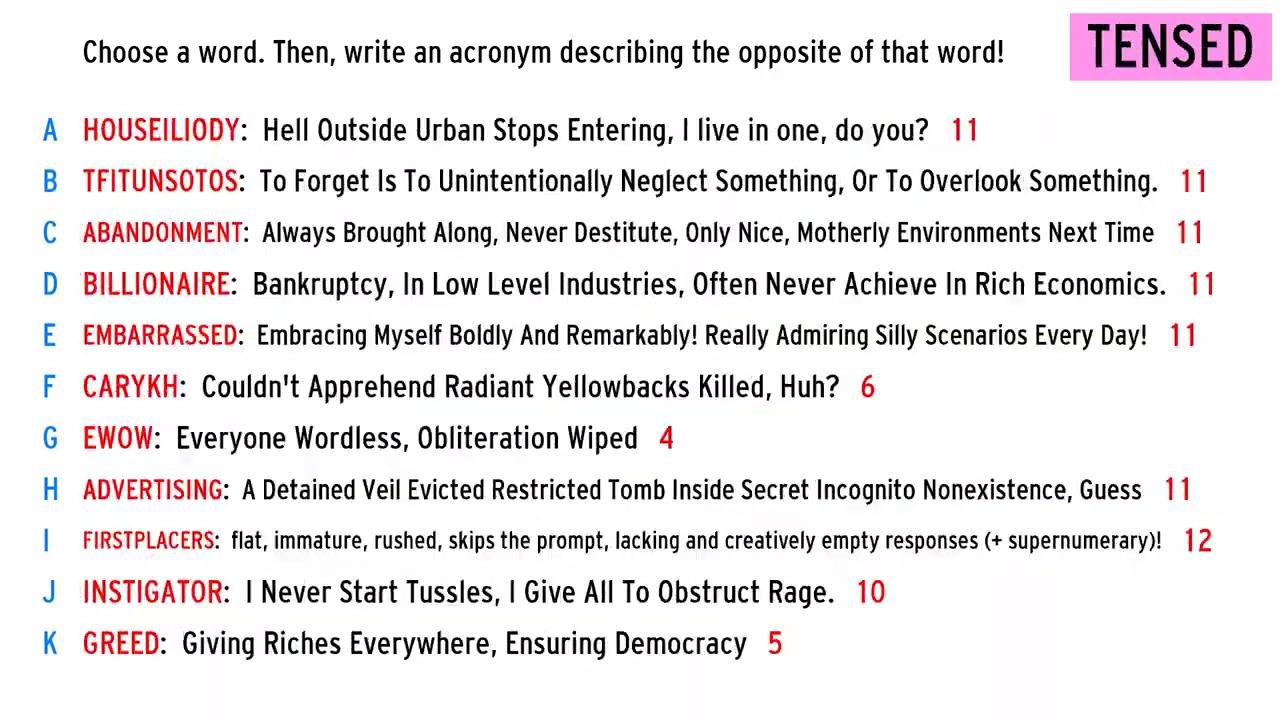 Choose a word. Then, write an acronym describing the opposite of that word!
TENSED
A HOUSEILIODY: Hell Outside Urban Stops Entering, I live in one, do you? 11
B TFITUNSOTOS: To Forget Is To Unintentionally Neglect Something, Or To Overlook Something. 11
C ABANDONMENT: Always Brought Along, Never Destitute, Only Nice, Motherly Environments Next Time 11
D BILLIONAIRE: Bankruptcy, In Low Level Industries, Often Never Achieve In Rich Economics. 11
E EMBARRASSED: Embracing Myself Boldly And Remarkably! Really Admiring Silly Scenarios Every Day! 11
F CARYKH: Couldn't Apprehend Radiant Yellowbacks Killed, Huh? 6
G EWOW: Everyone Wordless, Obliteration Wiped 4
H ADVERTISING: A Detained Veil Evicted Restricted Tomb Inside Secret Incognito Nonexistence, Guess 11
I FIRSTPLACERS: flat, immature, rushed, skips the prompt, lacking and creatively empty responses (+ supernumerary)! 12
J INSTIGATOR: I Never Start Tussles, I Give All To Obstruct Rage. 10
K GREED: Giving Riches Everywhere, Ensuring Democracy 5